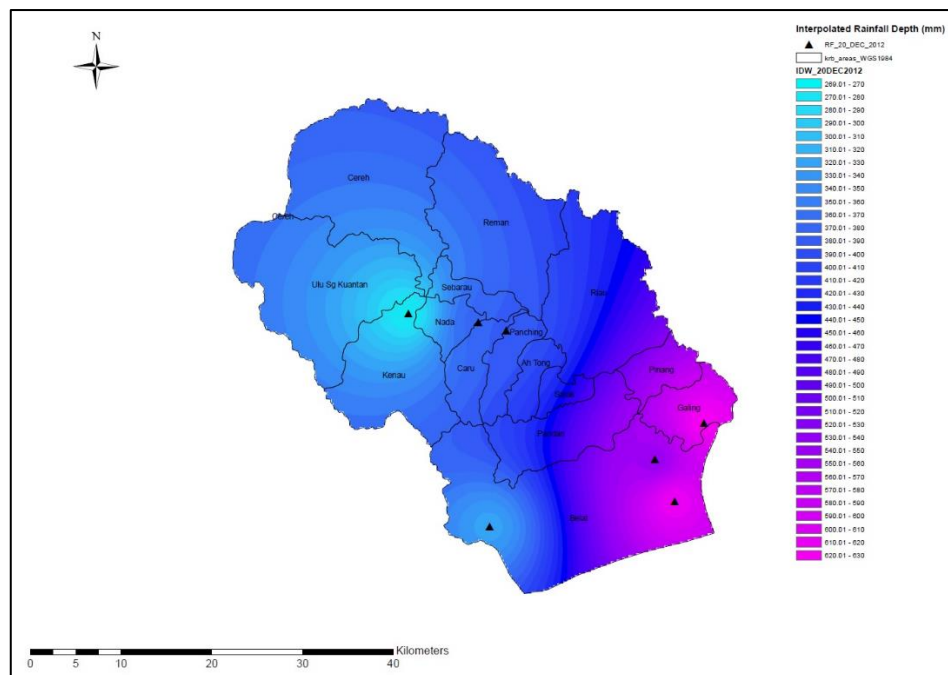 N
Interpolated Rainfall Depth (mm)
RF_20_DEC_2012
krb_areas_WGS1984
IDW_20DEC2012
269.01 - 270
270.01 - 280
280.01 - 290
290.01 - 300
300.01 - 310
310.01 - 320
320.01 - 330
330.01 - 340
340.01 - 350
350.01 - 360
360.01 - 370
370.01 - 380
380.01 - 390
390.01 - 400
400.01 - 410
410.01 - 420
420.01 - 430
430.01 - 440
440.01 - 450
450.01 - 460
460.01 - 470
470.01 - 480
480.01 - 490
490.01 - 500
500.01 - 510
510.01 - 520
520.01 - 530
530.01 - 540
540.01 - 550
550.01 - 560
560.01 - 570
570.01 - 580
580.01 - 590
590.01 - 600
600.01 - 610
610.01 - 620
620.01 - 630
Cereh
Reman
Ulu Sg Kuantan
Sebarau
Riau
Nada
Panching
Caru
Ah Tong
Kenau
Pinang
Galing
Kilometers
0 5 10 20 30 40